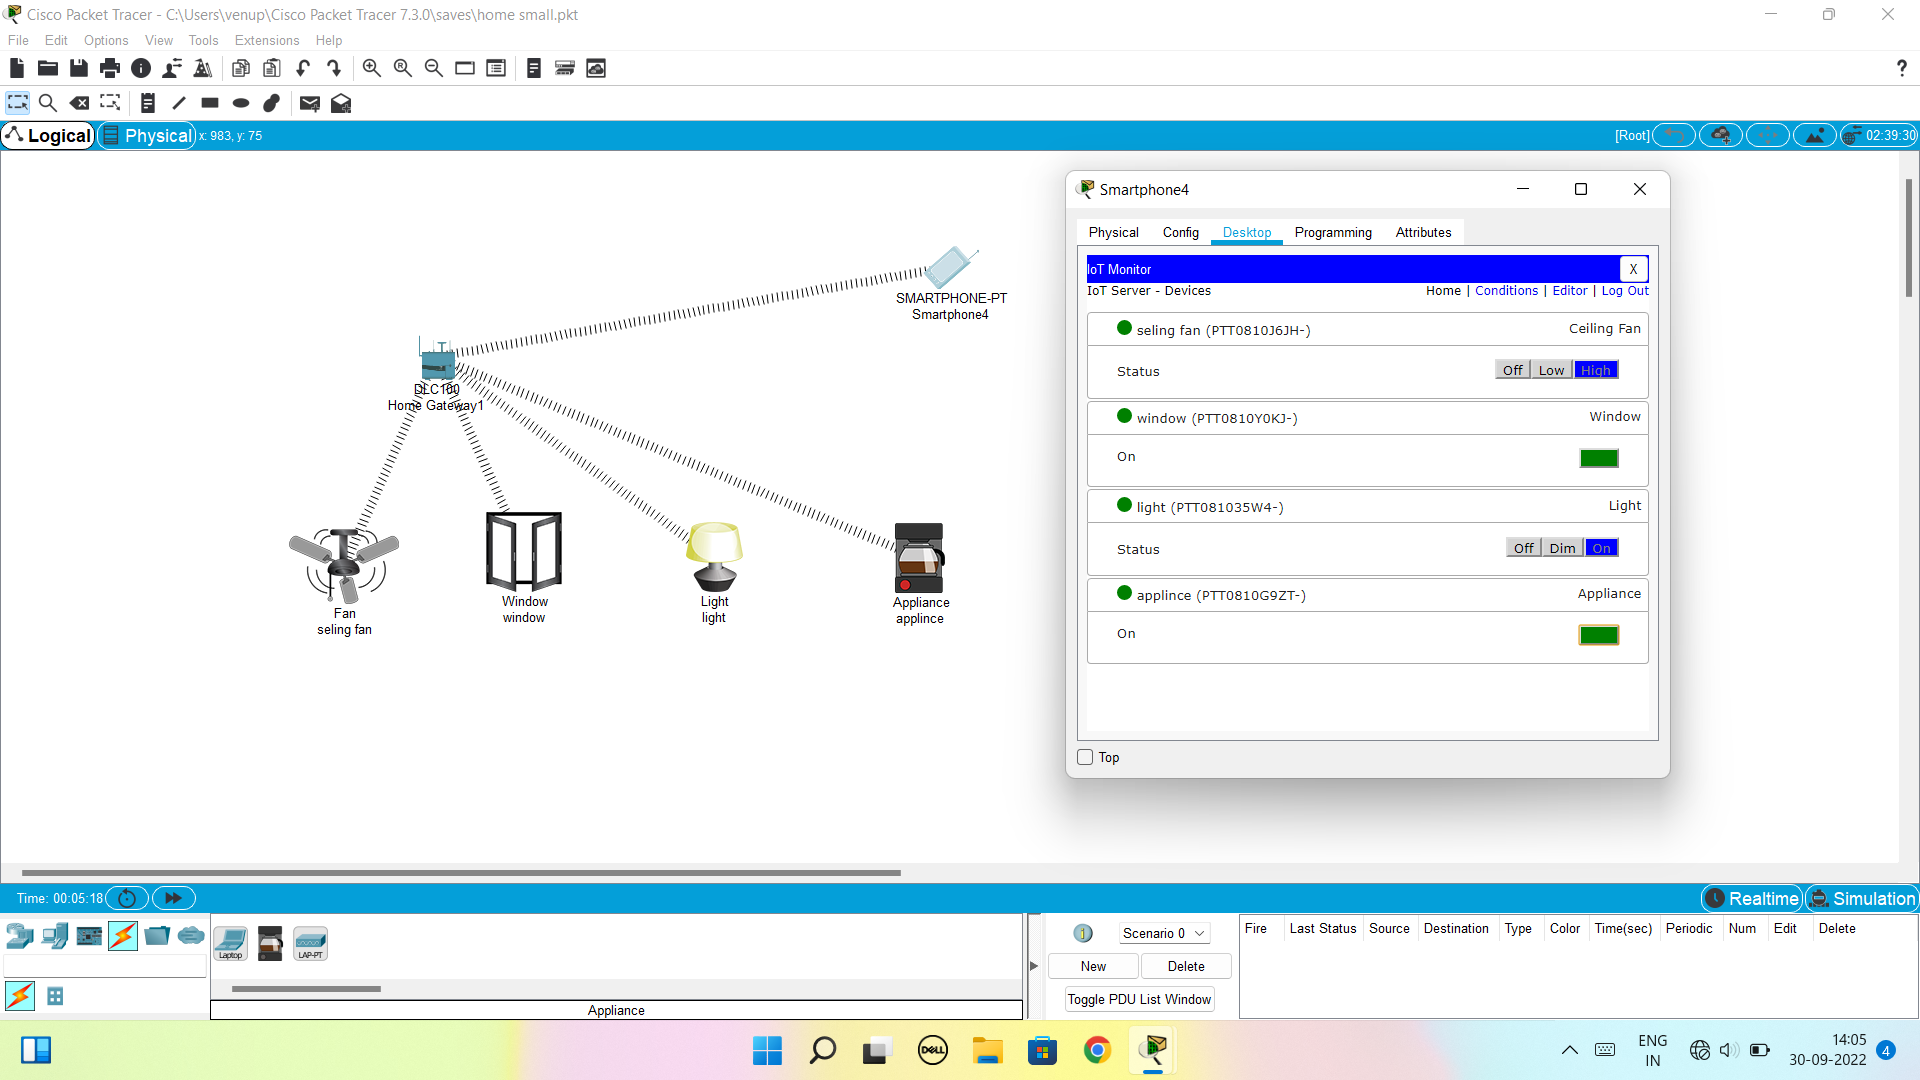 Cisco Packet Tracer - C:\Users\venup\Cisco Packet Tracer 7.3.0\saves\home small.pkt
File Edit Options View Tools Extensions Help
?
Logical Physical x: 983, y: 75 [Root] 02:39:30
SMARTPHONE-PT
Smartphone4
DLC100
Home Gateway1
Fan
seling fan
Window
window
Light
light
Appliance
applince
Smartphone4
Physical Config Desktop Programming Attributes
IoT Monitor X
IoT Server - Devices Home | Conditions | Editor | Log Out
seling fan (PTT0810J6JH-) Ceiling Fan
Status Off Low High
window (PTT0810Y0KJ-) Window
On
light (PTT081035W4-) Light
Status Off Dim On
applince (PTT0810G9ZT-) Appliance
On
Top
Time: 00:05:18 Realtime Simulation
Laptop LAP-PT
Appliance
1 Scenario 0
New Delete
Toggle PDU List Window
Fire Last Status Source Destination Type Color Time(sec) Periodic Num Edit Delete
DELL
ENG
IN
14:05
30-09-2022 4